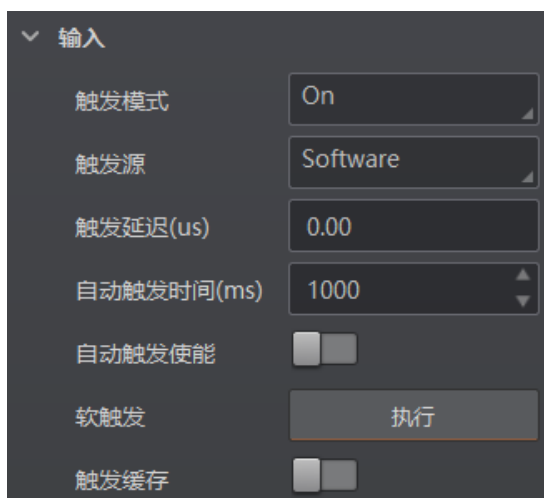 输入
触发模式 On
触发源 Software
触发延迟(us) 0.00
自动触发时间(ms) 1000
自动触发使能
软触发 执行
触发缓存